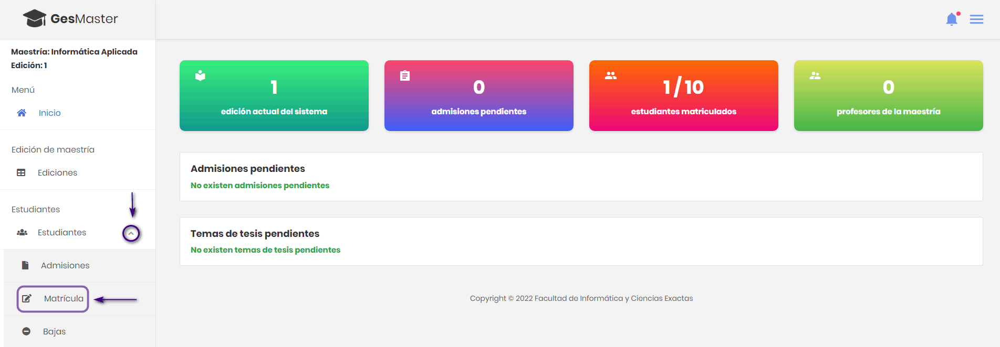 GesMaster
Maestría: Informática Aplicada
Edición: 1
Menú
Inicio
Edición de maestría
Ediciones
Estudiantes
Estudiantes
Admisiones
Matrícula
Bajas
1
edición actual del sistema
0
admisiones pendientes
1 / 10
estudiantes matriculados
0
profesores de la maestría
Admisiones pendientes
No existen admisiones pendientes
Temas de tesis pendientes
No existen temas de tesis pendientes
Copyright © 2022 Facultad de Informática y Ciencias Exactas